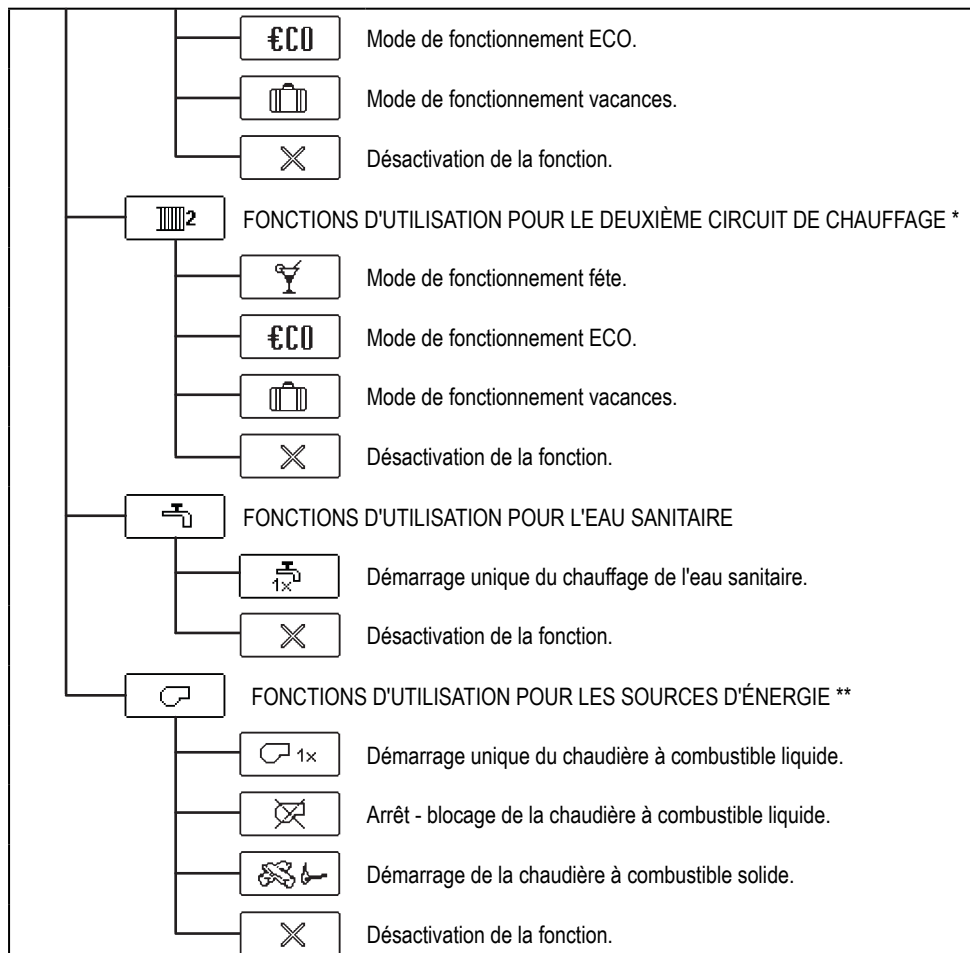 €CO Mode de fonctionnement ECO.
Mode de fonctionnement vacances.
Désactivation de la fonction.
2 FONCTIONS D'UTILISATION POUR LE DEUXIÈME CIRCUIT DE CHAUFFAGE *
Mode de fonctionnement féte.
€CO Mode de fonctionnement ECO.
Mode de fonctionnement vacances.
Désactivation de la fonction.
FONCTIONS D'UTILISATION POUR L'EAU SANITAIRE
1x Démarrage unique du chauffage de l'eau sanitaire.
Désactivation de la fonction.
FONCTIONS D'UTILISATION POUR LES SOURCES D'ÉNERGIE **
1x Démarrage unique du chaudière à combustible liquide.
Arrêt - blocage de la chaudière à combustible liquide.
Démarrage de la chaudière à combustible solide.
Désactivation de la fonction.